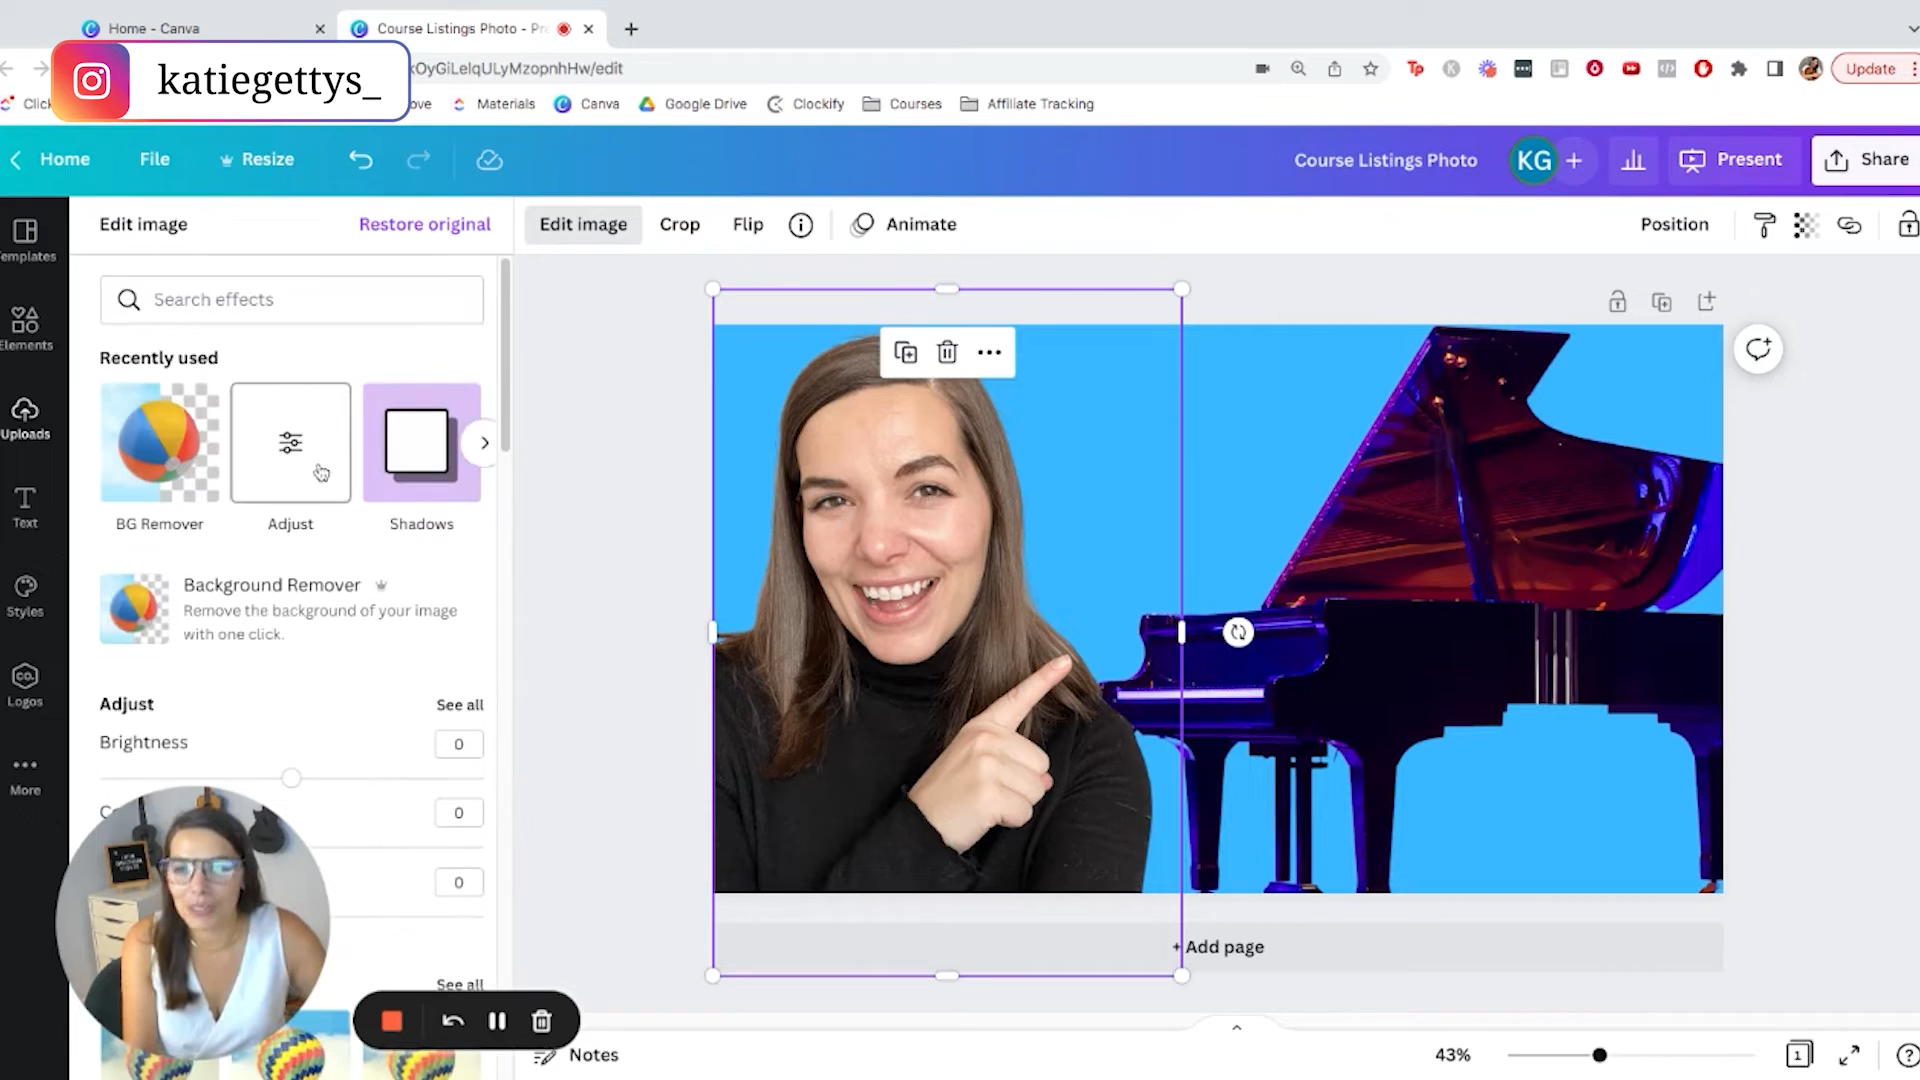 Home - Canva
Course Listings Photo - Pr
katiegettys_
xOyGiLelqULyMzopnhHw/edit
Tp
K
Update
Click
ove
Materials
Canva
Google Drive
Clockify
Courses
Affiliate Tracking
Home
File
Resize
Course Listings Photo
KG
Present
Share
Templates
Elements
Uploads
Text
Styles
CO.
Logos
More
Edit image
Restore original
Edit image
Crop
Flip
Animate
Position
Search effects
Recently used
BG Remover
Adjust
Shadows
Background Remover
Remove the background of your image
with one click.
Adjust
See all
Brightness
0
0
0
See all
+ Add page
Notes
43%
1